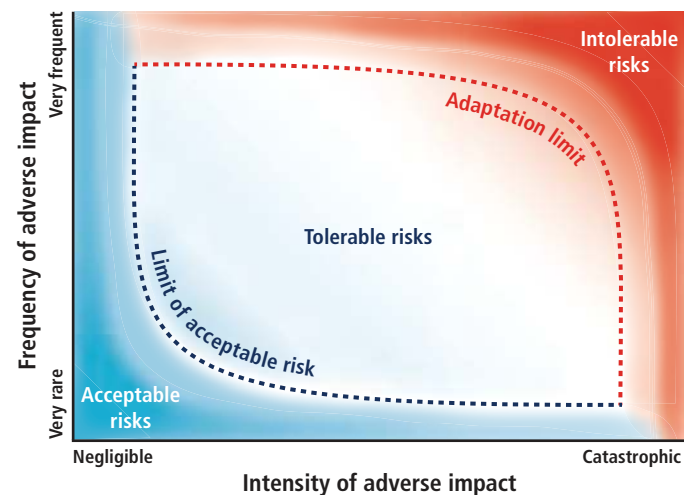 Very frequent
Intolerable
risks
Adaptation limit
Frequency of adverse impact
Tolerable risks
Limit of acceptable risk
Very rare
Acceptable
risks
Negligible
Catastrophic
Intensity of adverse impact